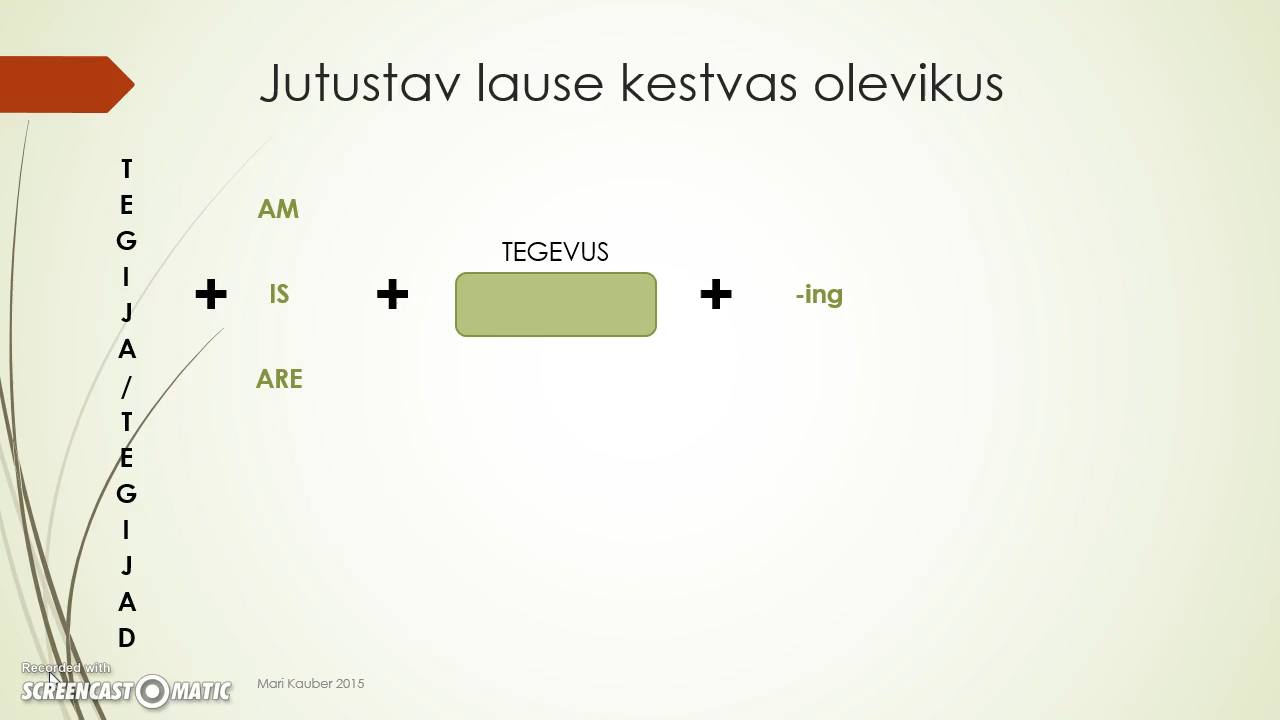 Jutustav lause kestvas olevikus
T
E
G
I
J
A
/
T
E
G
I
J
A
D
+
AM
IS
ARE
+
TEGEVUS
+
-ing
Recorded with
SCREENCAST-O-MATIC
Mari Kauber 2015